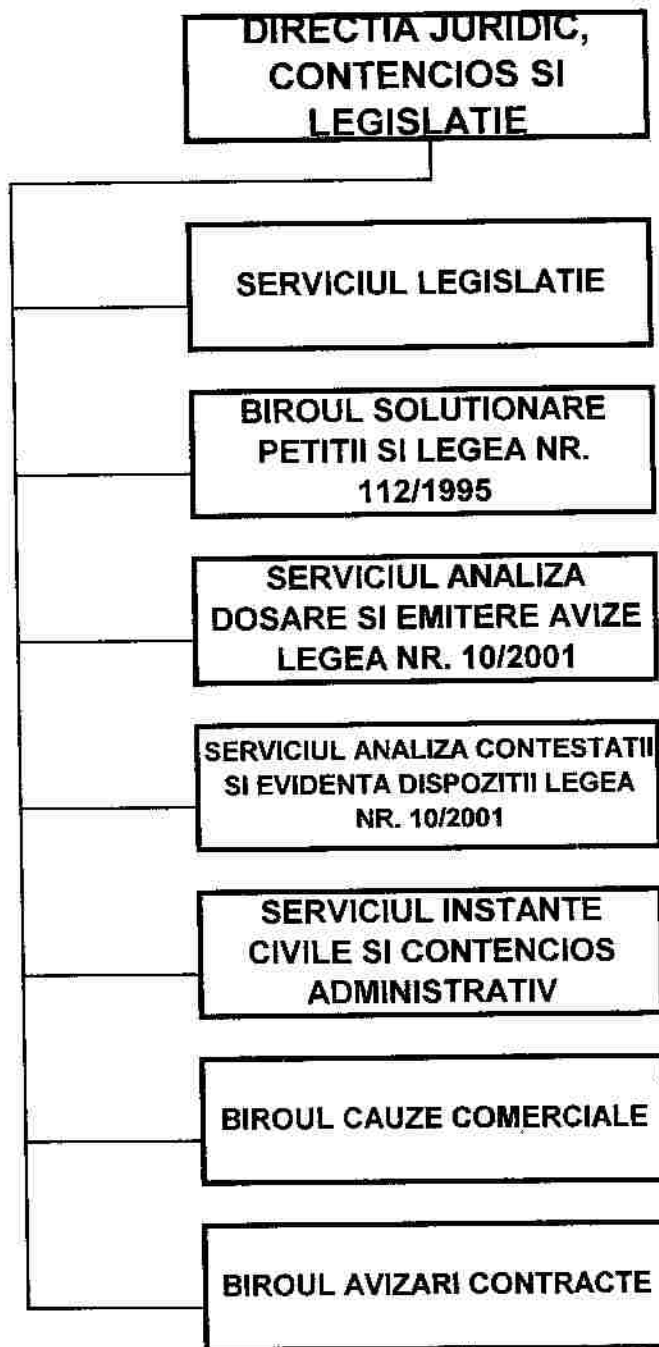 DIRECTIA JURIDIC,
CONTENCIOS SI
LEGISLATIE
SERVICIUL LEGISLATIE
BIROUL SOLUTIONARE
PETITII SI LEGEA NR.
112/1995
SERVICIUL ANALIZA
DOSARE SI EMITERE AVIZE
LEGEA NR. 10/2001
SERVICIUL ANALIZA CONTESTATII
SI EVIDENTA DISPOZITII LEGEA
NR. 10/2001
SERVICIUL INSTANTE
CIVILE SI CONTENCIOS
ADMINISTRATIV
BIROUL CAUZE COMERCIALE
BIROUL AVIZARI CONTRACTE